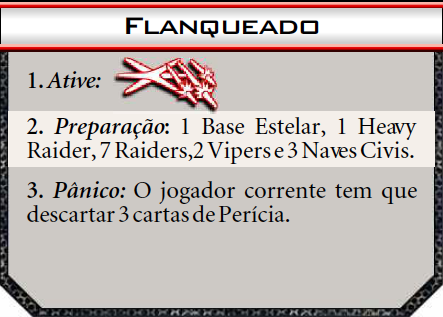 FLANQUEADO
1. Ative:
2. Preparação: 1 Base Estelar, 1 Heavy
Raider, 7 Raiders,2 Vipers e 3 Naves Civis.
3. Pânico: O jogador corrente tem que
descartar 3 cartas de Perícia.